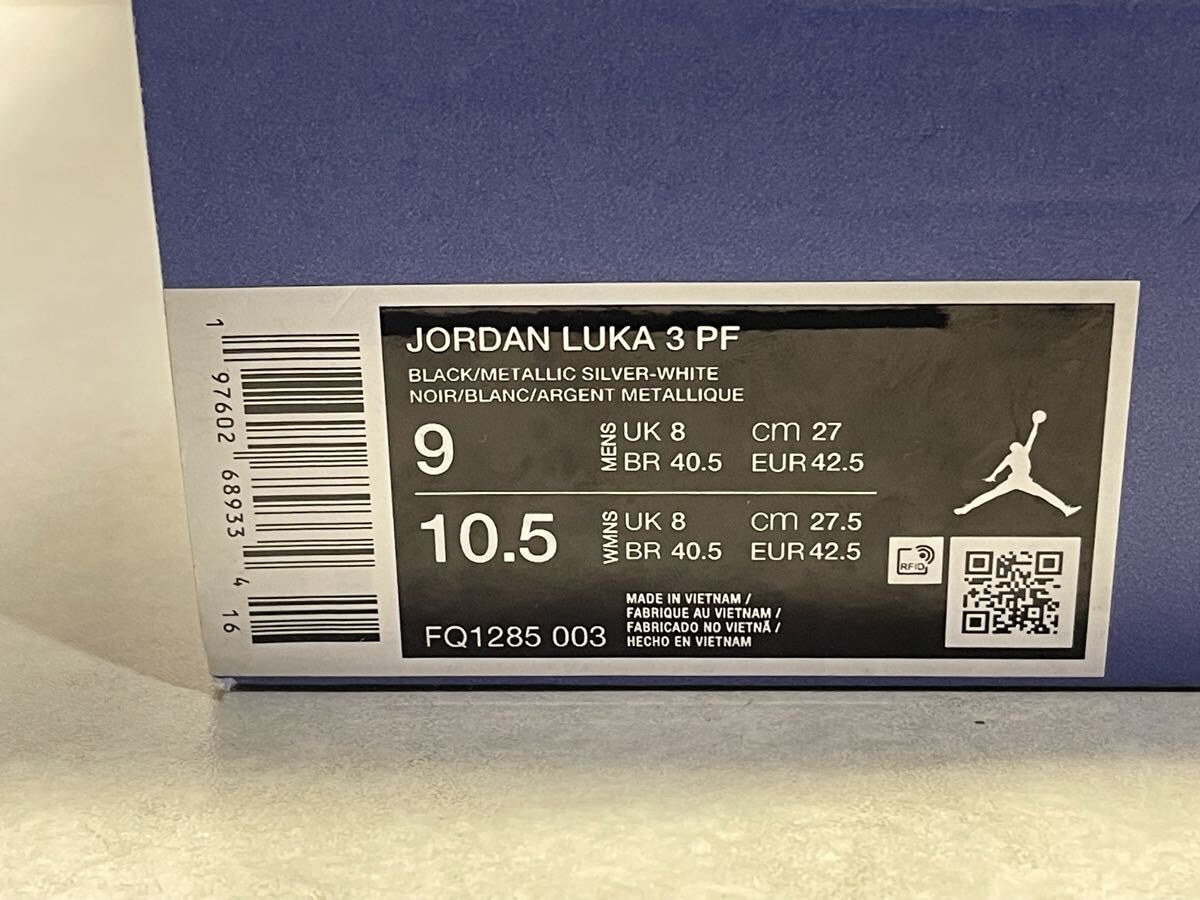 JORDAN LUKA 3 PF
BLACK/METALLIC SILVER-WHITE
NOIR/BLANC/ARGENT METALLIQUE
9 MENS UK 8 cm 27
BR 40.5 EUR 42.5
10.5 WMNS UK 8 cm 27.5
BR 40.5 EUR 42.5
RFID
FQ1285 003
MADE IN VIETNAM /
FABRIQUE AU VIETNAM /
FABRICADO NO VIETNÃ /
HECHO EN VIETNAM
1 97602 68933 4 16